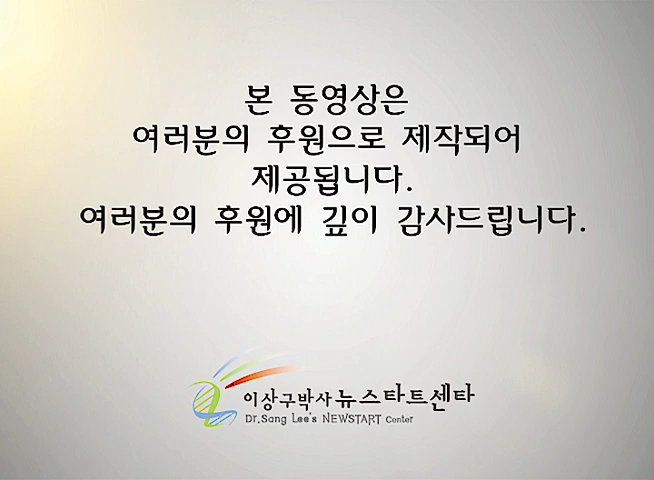 본 동영상은
여러분의 후원으로 제작되어
제공됩니다.
여러분의 후원에 깊이 감사드립니다.
이상구박사 뉴스타트센타
Dr.Sang Lee's NEWSTART Center